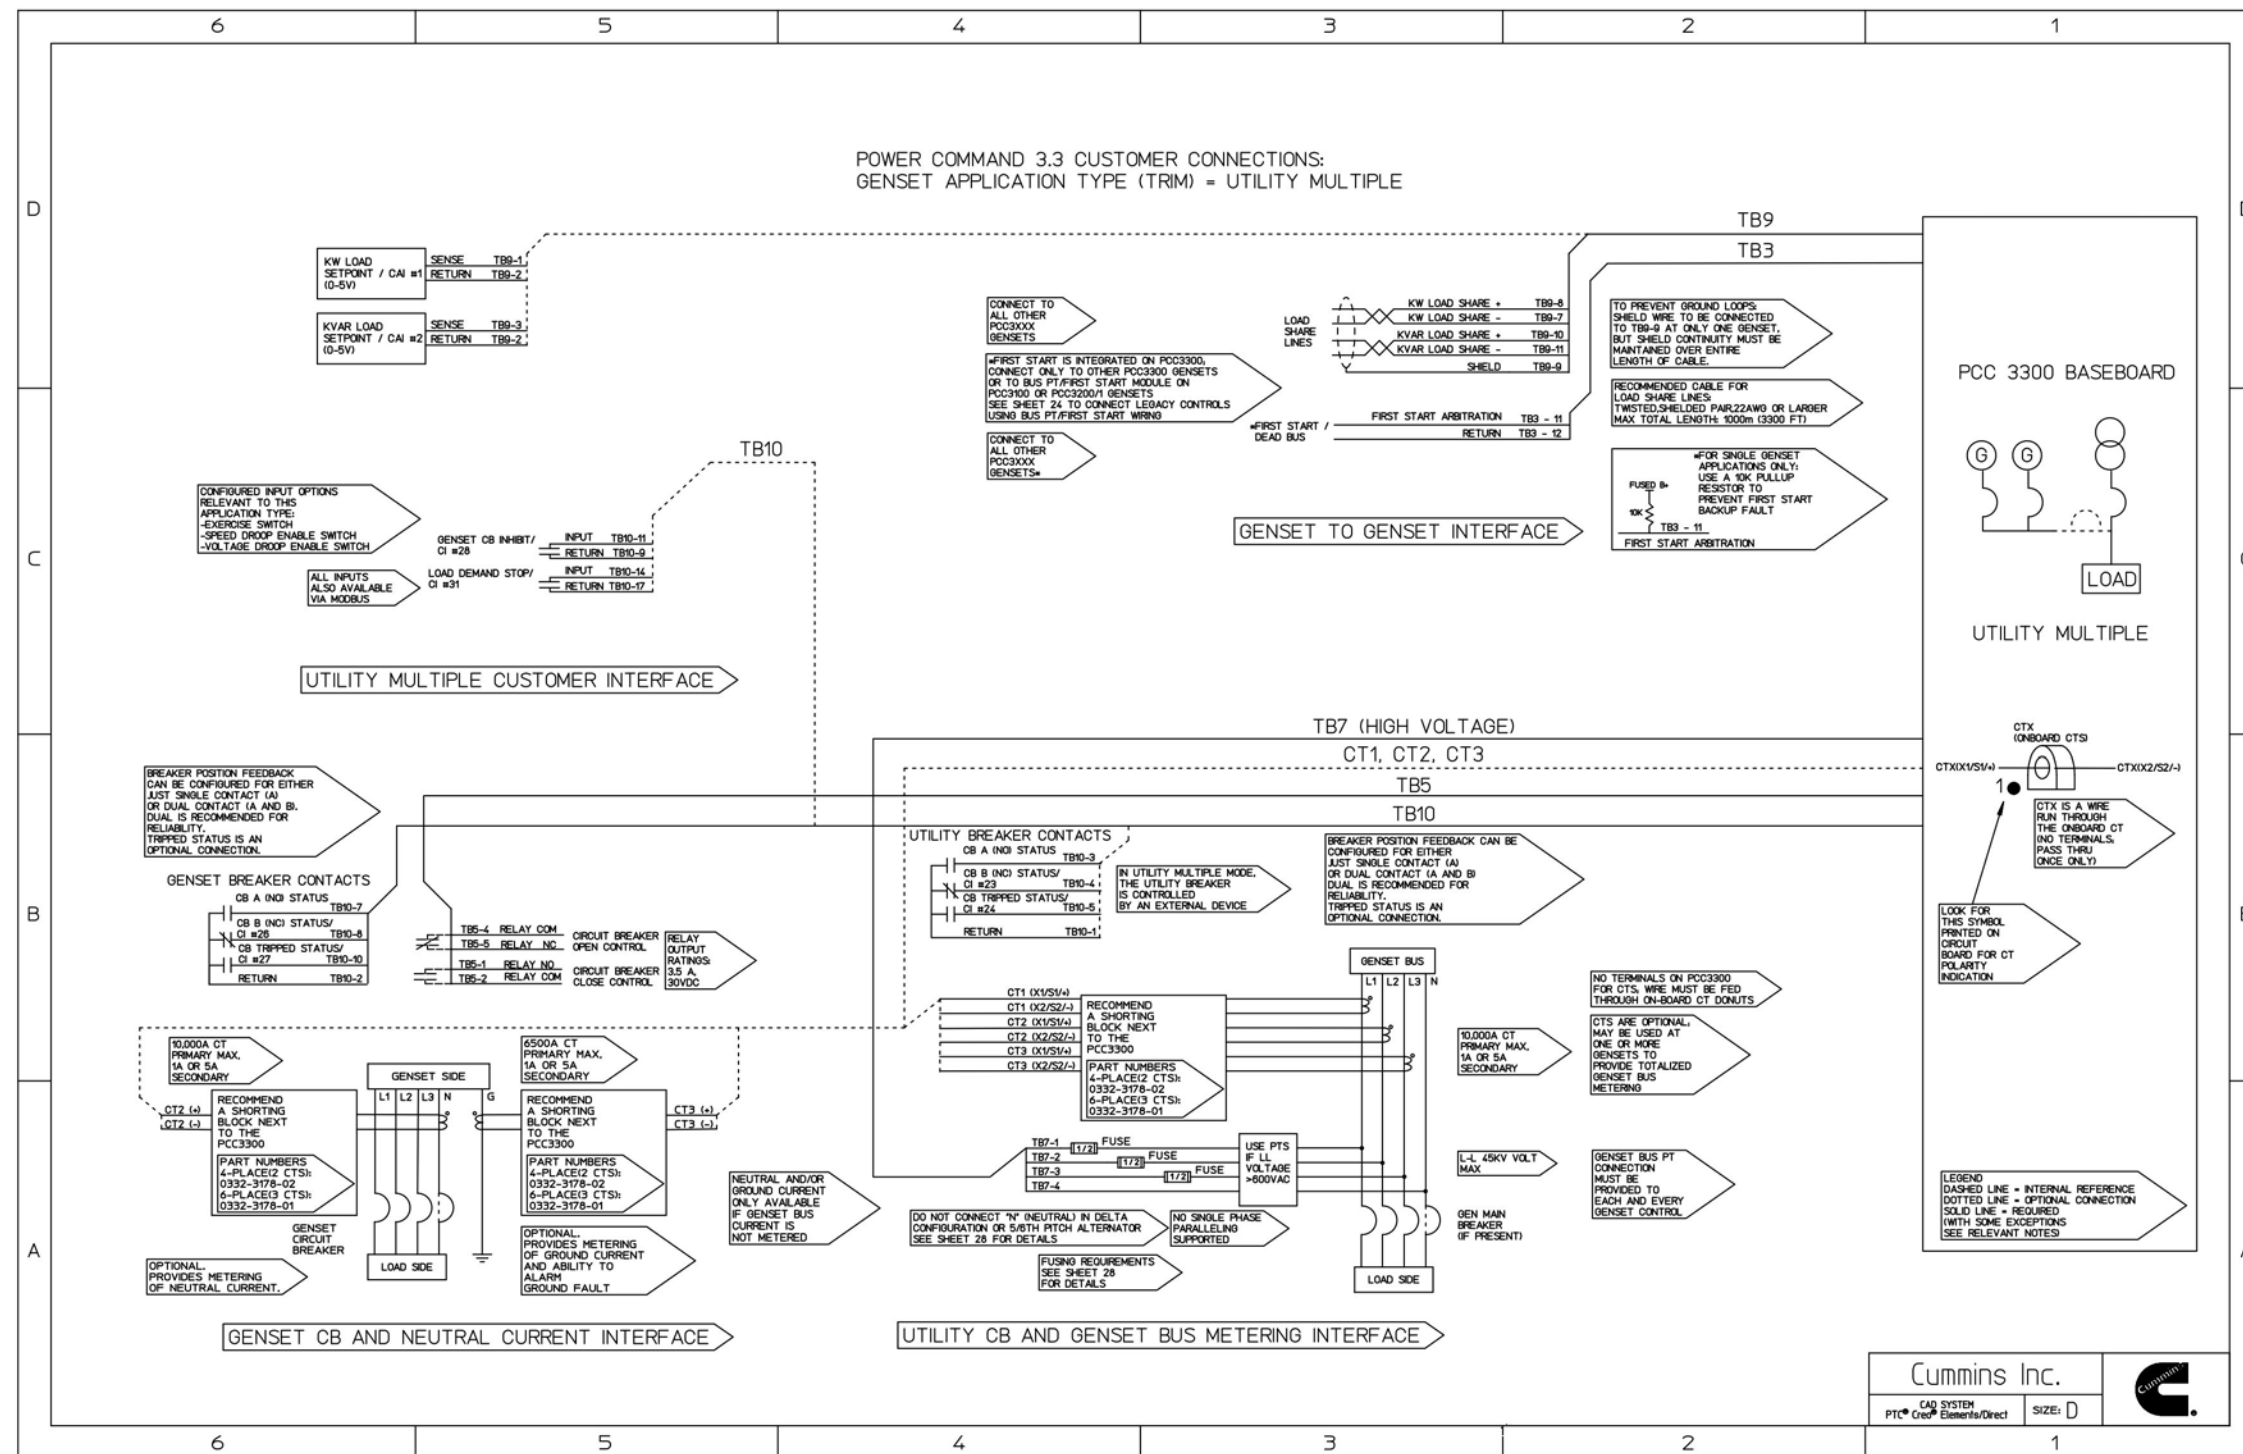 6 5 4 3 2 1
D
C
B
A
POWER COMMAND 3.3 CUSTOMER CONNECTIONS:
GENSET APPLICATION TYPE (TRIM) = UTILITY MULTIPLE
KW LOAD
SETPOINT / CAI #1
(0-5V)
SENSE TB9-1
RETURN TB9-2
KVAR LOAD
SETPOINT / CAI #2
(0-5V)
SENSE TB9-3
RETURN TB9-2
TB9
TB3
CONNECT TO
ALL OTHER
PCC3XXX
GENSETS
*FIRST START IS INTEGRATED ON PCC3300,
CONNECT ONLY TO OTHER PCC3300 GENSETS
OR TO BUS PT/FIRST START MODULE ON
PCC3100 OR PCC3200/1 GENSETS
SEE SHEET 24 TO CONNECT LEGACY CONTROLS
USING BUS PT/FIRST START WIRING
CONNECT TO
ALL OTHER
PCC3XXX
GENSETS*
LOAD
SHARE
LINES
KW LOAD SHARE + TB9-8
KW LOAD SHARE - TB9-7
KVAR LOAD SHARE + TB9-10
KVAR LOAD SHARE - TB9-11
SHIELD TB9-9
*FIRST START /
DEAD BUS
FIRST START ARBITRATION TB3 - 11
RETURN TB3 - 12
TO PREVENT GROUND LOOPS:
SHIELD WIRE TO BE CONNECTED
TO TB9-9 AT ONLY ONE GENSET,
BUT SHIELD CONTINUITY MUST BE
MAINTAINED OVER ENTIRE
LENGTH OF CABLE.
RECOMMENDED CABLE FOR
LOAD SHARE LINES:
TWISTED,SHIELDED PAIR,22AWG OR LARGER
MAX TOTAL LENGTH: 1000m (3300 FT)
*FOR SINGLE GENSET
APPLICATIONS ONLY:
USE A 10K PULLUP
RESISTOR TO
PREVENT FIRST START
BACKUP FAULT
FUSED B+
10K
TB3 - 11
FIRST START ARBITRATION
GENSET TO GENSET INTERFACE
PCC 3300 BASEBOARD
G G
LOAD
UTILITY MULTIPLE
TB10
CONFIGURED INPUT OPTIONS
RELEVANT TO THIS
APPLICATION TYPE:
-EXERCISE SWITCH
-SPEED DROOP ENABLE SWITCH
-VOLTAGE DROOP ENABLE SWITCH
ALL INPUTS
ALSO AVAILABLE
VIA MODBUS
GENSET CB INHIBIT/
CI #28
INPUT TB10-11
RETURN TB10-9
LOAD DEMAND STOP/
CI #31
INPUT TB10-14
RETURN TB10-17
UTILITY MULTIPLE CUSTOMER INTERFACE
TB7 (HIGH VOLTAGE)
CT1, CT2, CT3
TB5
TB10
CTX
(ONBOARD CTS)
CTX(X1/S1/+)
CTX(X2/S2/-)
1
CTX IS A WIRE
RUN THROUGH
THE ONBOARD CT
(NO TERMINALS,
PASS THRU
ONCE ONLY)
LOOK FOR
THIS SYMBOL
PRINTED ON
CIRCUIT
BOARD FOR CT
POLARITY
INDICATION
BREAKER POSITION FEEDBACK
CAN BE CONFIGURED FOR EITHER
JUST SINGLE CONTACT (A)
OR DUAL CONTACT (A AND B).
DUAL IS RECOMMENDED FOR
RELIABILITY.
TRIPPED STATUS IS AN
OPTIONAL CONNECTION.
GENSET BREAKER CONTACTS
CB A (NO) STATUS
TB10-7
CB B (NC) STATUS/
CI #26 TB10-8
CB TRIPPED STATUS/
CI #27 TB10-10
RETURN TB10-2
TB5-4 RELAY COM
TB5-5 RELAY NC
CIRCUIT BREAKER
OPEN CONTROL
TB5-1 RELAY NO
TB5-2 RELAY COM
CIRCUIT BREAKER
CLOSE CONTROL
RELAY
OUTPUT
RATINGS:
3.5 A,
30VDC
UTILITY BREAKER CONTACTS
CB A (NO) STATUS
TB10-3
CB B (NC) STATUS/
CI #23 TB10-4
CB TRIPPED STATUS/
CI #24 TB10-5
RETURN TB10-1
IN UTILITY MULTIPLE MODE,
THE UTILITY BREAKER
IS CONTROLLED
BY AN EXTERNAL DEVICE
BREAKER POSITION FEEDBACK CAN BE
CONFIGURED FOR EITHER
JUST SINGLE CONTACT (A)
OR DUAL CONTACT (A AND B)
DUAL IS RECOMMENDED FOR
RELIABILITY.
TRIPPED STATUS IS AN
OPTIONAL CONNECTION.
GENSET BUS
L1 L2 L3 N
CT1 (X1/S1/+)
CT1 (X2/S2/-)
CT2 (X1/S1/+)
CT2 (X2/S2/-)
CT3 (X1/S1/+)
CT3 (X2/S2/-)
RECOMMEND
A SHORTING
BLOCK NEXT
TO THE
PCC3300
PART NUMBERS
4-PLACE(2 CTS):
0332-3178-02
6-PLACE(3 CTS):
0332-3178-01
10,000A CT
PRIMARY MAX,
1A OR 5A
SECONDARY
NO TERMINALS ON PCC3300
FOR CTS, WIRE MUST BE FED
THROUGH ON-BOARD CT DONUTS
CTS ARE OPTIONAL,
MAY BE USED AT
ONE OR MORE
GENSETS TO
PROVIDE TOTALIZED
GENSET BUS
METERING
10,000A CT
PRIMARY MAX,
1A OR 5A
SECONDARY
GENSET SIDE
L1 L2 L3 N G
6500A CT
PRIMARY MAX,
1A OR 5A
SECONDARY
CT2 (+)
CT2 (-)
RECOMMEND
A SHORTING
BLOCK NEXT
TO THE
PCC3300
PART NUMBERS
4-PLACE(2 CTS):
0332-3178-02
6-PLACE(3 CTS):
0332-3178-01
RECOMMEND
A SHORTING
BLOCK NEXT
TO THE
PCC3300
PART NUMBERS
4-PLACE(2 CTS):
0332-3178-02
6-PLACE(3 CTS):
0332-3178-01
CT3 (+)
CT3 (-)
GENSET
CIRCUIT
BREAKER
LOAD SIDE
OPTIONAL.
PROVIDES METERING
OF NEUTRAL CURRENT.
OPTIONAL.
PROVIDES METERING
OF GROUND CURRENT
AND ABILITY TO
ALARM
GROUND FAULT
NEUTRAL AND/OR
GROUND CURRENT
ONLY AVAILABLE
IF GENSET BUS
CURRENT IS
NOT METERED
TB7-1 [1/2] FUSE
TB7-2 [1/2] FUSE
TB7-3 [1/2] FUSE
TB7-4
USE PTS
IF LL
VOLTAGE
>600VAC
L-L 45KV VOLT
MAX
GENSET BUS PT
CONNECTION
MUST BE
PROVIDED TO
EACH AND EVERY
GENSET CONTROL
DO NOT CONNECT "N" (NEUTRAL) IN DELTA
CONFIGURATION OR 5/6TH PITCH ALTERNATOR
SEE SHEET 28 FOR DETAILS
NO SINGLE PHASE
PARALLELING
SUPPORTED
FUSING REQUIREMENTS
SEE SHEET 28
FOR DETAILS
GEN MAIN
BREAKER
(IF PRESENT)
LOAD SIDE
LEGEND
DASHED LINE = INTERNAL REFERENCE
DOTTED LINE = OPTIONAL CONNECTION
SOLID LINE = REQUIRED
(WITH SOME EXCEPTIONS
SEE RELEVANT NOTES)
GENSET CB AND NEUTRAL CURRENT INTERFACE
UTILITY CB AND GENSET BUS METERING INTERFACE
Cummins Inc.
CAD SYSTEM
PTC® Creo® Elements/Direct
SIZE: D
Cummins
6 5 4 3 2 1